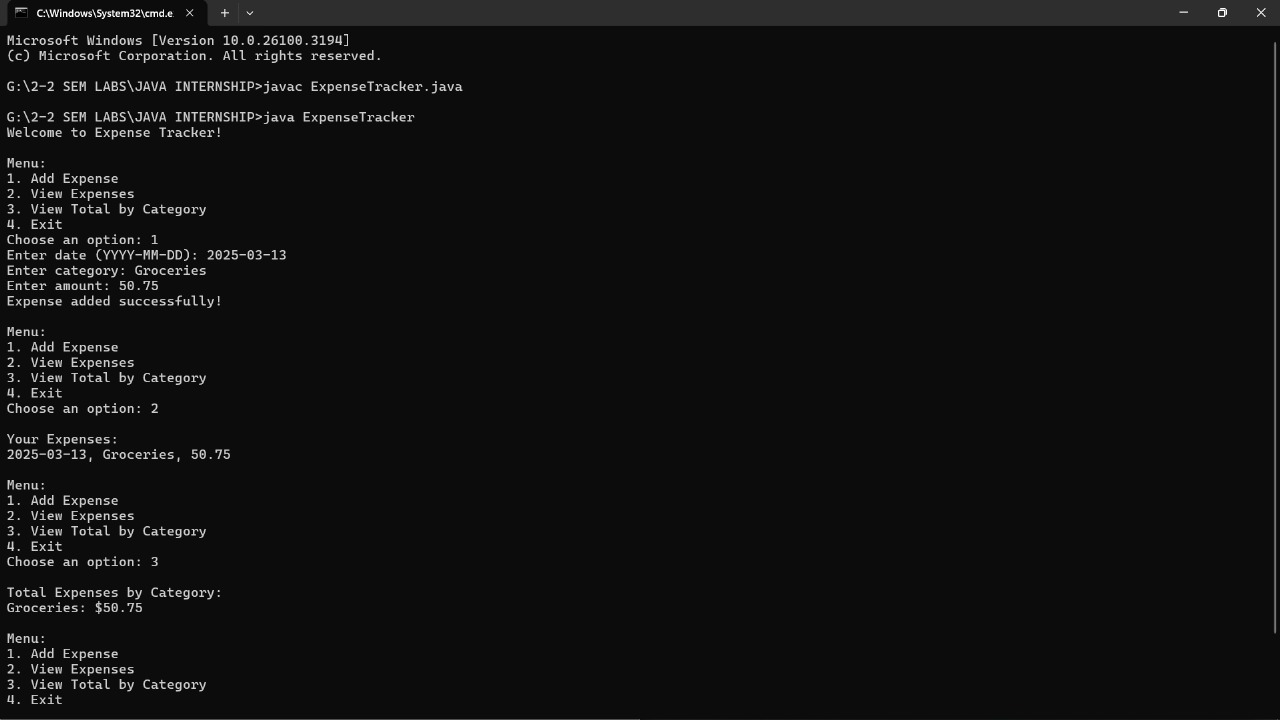 C:\Windows\System32\cmd.e
Microsoft Windows [Version 10.0.26100.3194]
(c) Microsoft Corporation. All rights reserved.
G:\2-2 SEM LABS\JAVA INTERNSHIP>javac ExpenseTracker.java
G:\2-2 SEM LABS\JAVA INTERNSHIP>java ExpenseTracker
Welcome to Expense Tracker!
Menu:
1. Add Expense
2. View Expenses
3. View Total by Category
4. Exit
Choose an option: 1
Enter date (YYYY-MM-DD): 2025-03-13
Enter category: Groceries
Enter amount: 50.75
Expense added successfully!
Menu:
1. Add Expense
2. View Expenses
3. View Total by Category
4. Exit
Choose an option: 2
Your Expenses:
2025-03-13, Groceries, 50.75
Menu:
1. Add Expense
2. View Expenses
3. View Total by Category
4. Exit
Choose an option: 3
Total Expenses by Category:
Groceries: $50.75
Menu:
1. Add Expense
2. View Expenses
3. View Total by Category
4. Exit